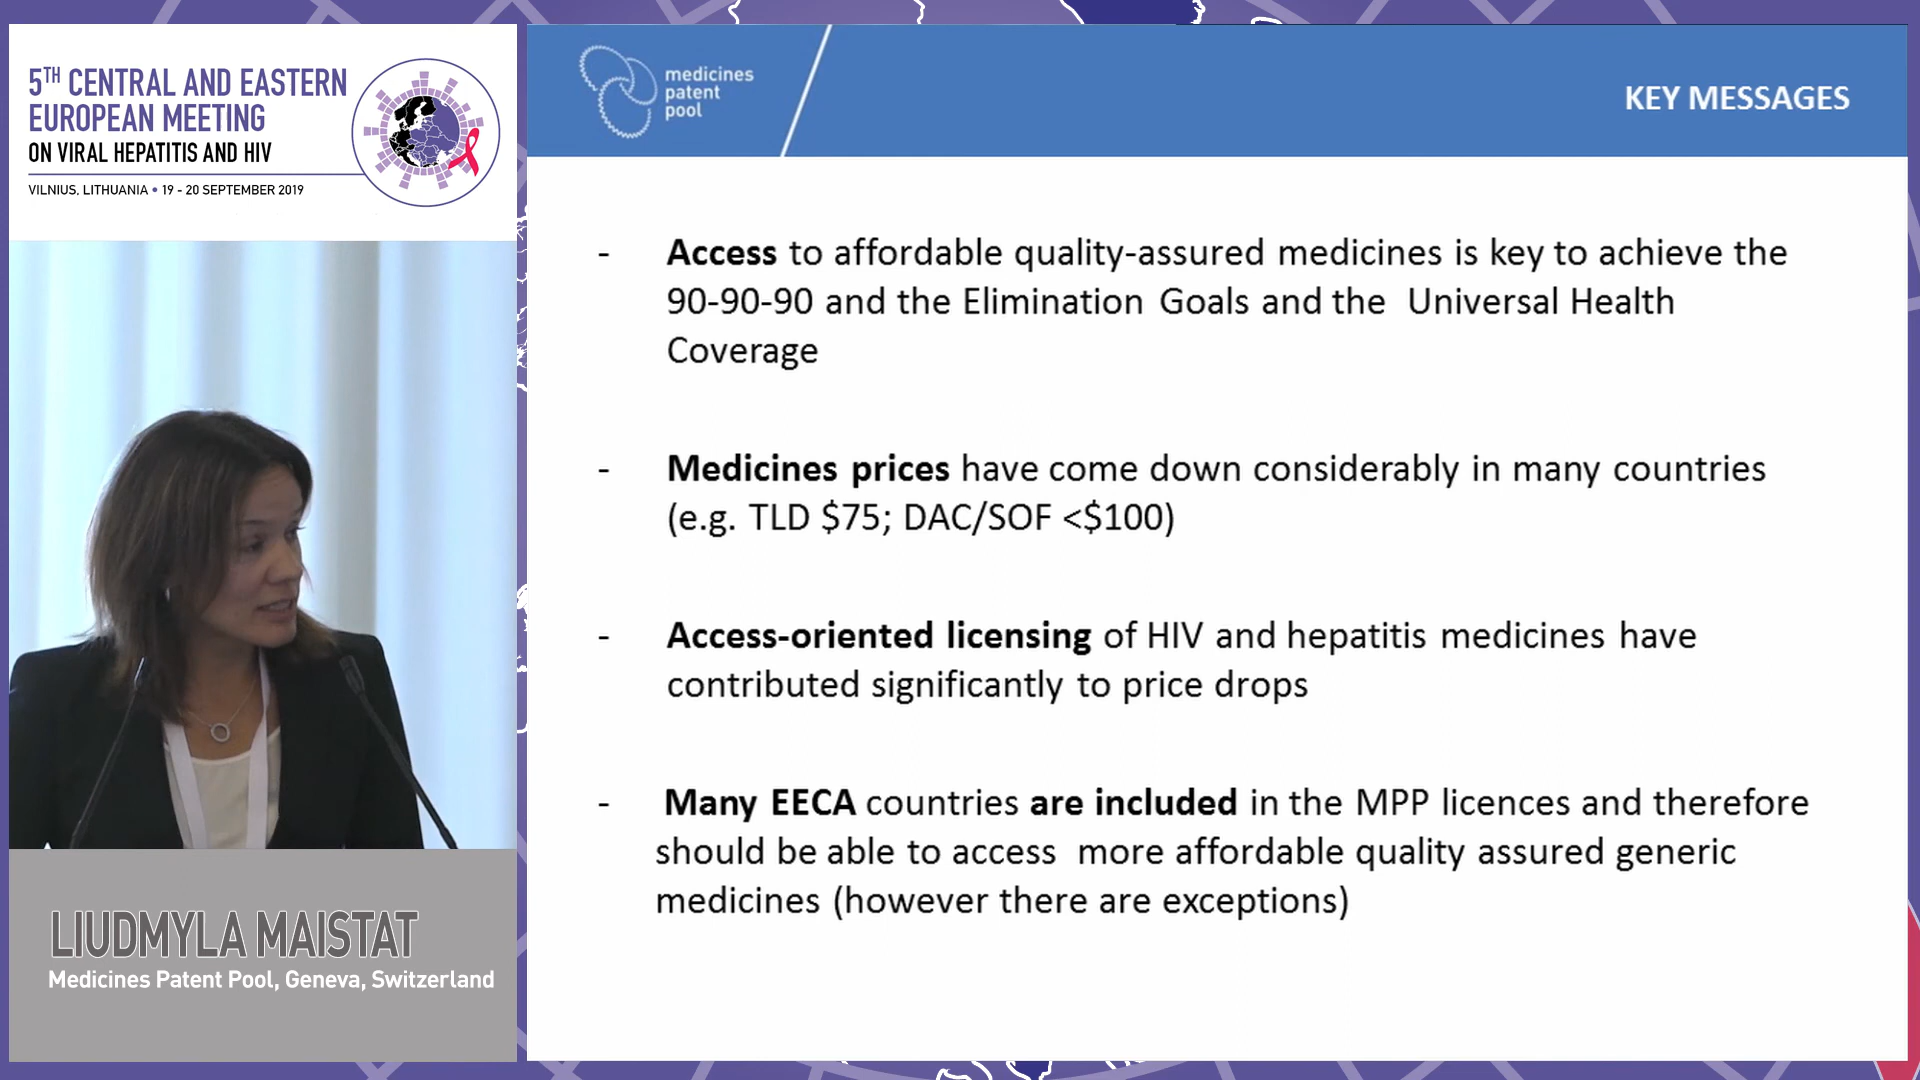 5TH CENTRAL AND EASTERN
EUROPEAN MEETING
ON VIRAL HEPATITIS AND HIV
VILNIUS, LITHUANIA • 19 - 20 SEPTEMBER 2019
LIUDMYLA MAISTAT
Medicines Patent Pool, Geneva, Switzerland
medicines
patent
pool
KEY MESSAGES
- Access to affordable quality-assured medicines is key to achieve the
90-90-90 and the Elimination Goals and the Universal Health
Coverage
- Medicines prices have come down considerably in many countries
(e.g. TLD $75; DAC/SOF <$100)
- Access-oriented licensing of HIV and hepatitis medicines have
contributed significantly to price drops
- Many EECA countries are included in the MPP licences and therefore
should be able to access more affordable quality assured generic
medicines (however there are exceptions)